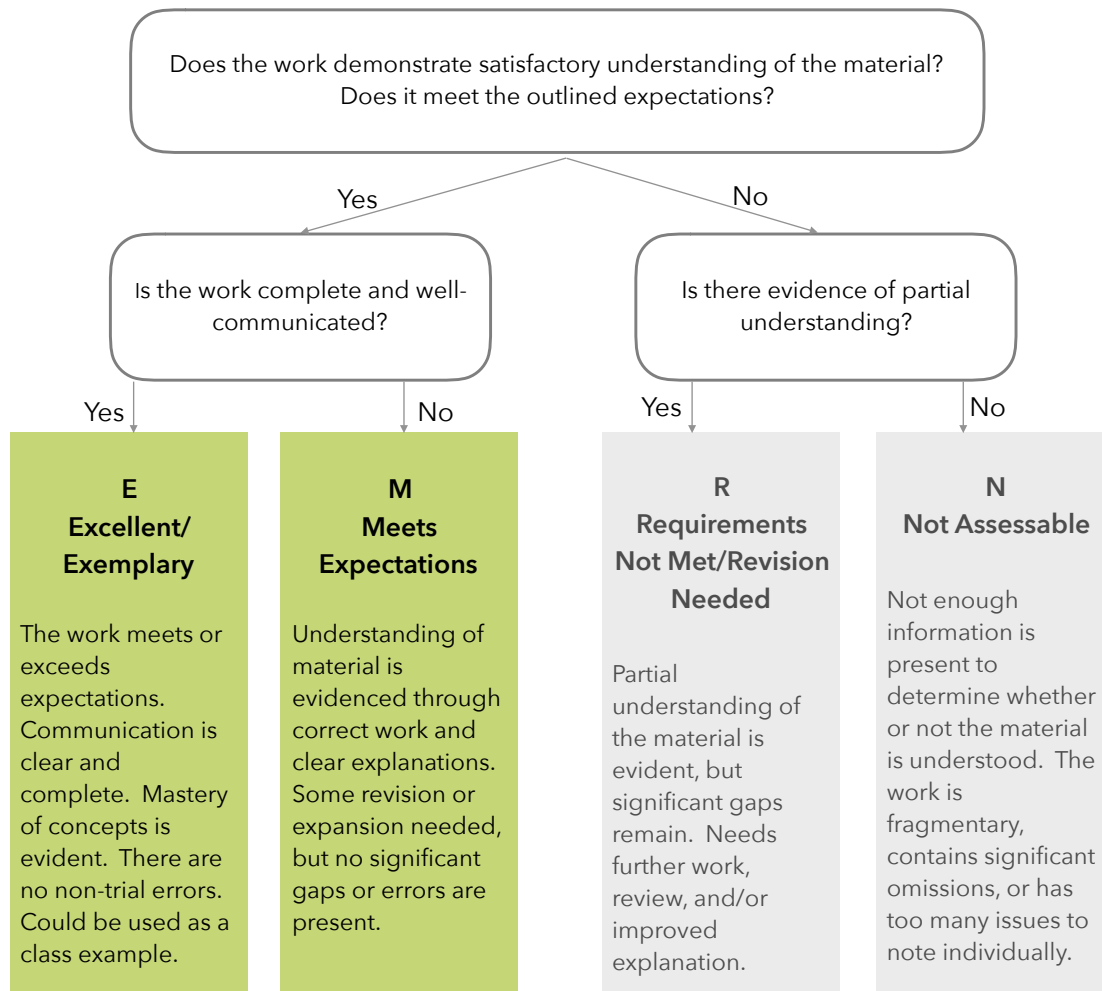 Does the work demonstrate satisfactory understanding of the material?
Does it meet the outlined expectations?
Yes
No
Is the work complete and well-
communicated?
Is there evidence of partial
understanding?
Yes
No
Yes
No
E
Excellent/
Exemplary
The work meets or
exceeds
expectations.
Communication is
clear and
complete.  Mastery
of concepts is
evident.  There are
no non-trial errors.
Could be used as a
class example.
M
Meets
Expectations
Understanding of
material is
evidenced through
correct work and
clear explanations.
Some revision or
expansion needed,
but no significant
gaps or errors are
present.
R
Requirements
Not Met/Revision
Needed
Partial
understanding of
the material is
evident, but
significant gaps
remain.  Needs
further work,
review, and/or
improved
explanation.
N
Not Assessable
Not enough
information is
present to
determine whether
or not the material
is understood.  The
work is
fragmentary,
contains significant
omissions, or has
too many issues to
note individually.